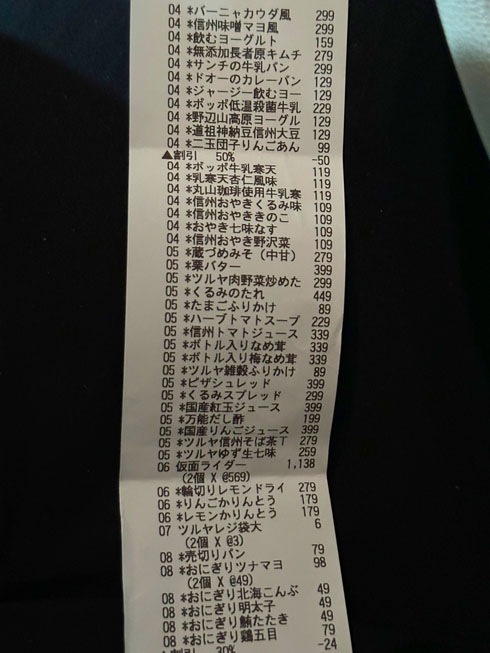 04 *バーニャカウダ風 299
04 *信州味噌マヨ風 299
04 *飲むヨーグルト 159
04 *無添加長者原キムチ 279
04 *サンチの牛乳パン 299
04 *ドオーのカレーパン 129
04 *ジャージー飲むヨー 129
04 *ポッポ低温殺菌牛乳 229
04 *野辺山高原ヨーグル 129
04 *道祖神納豆信州大豆 129
04 *二玉団子りんごあん 99
▲割引 50% -50
04 *ポッポ牛乳寒天 119
04 *乳寒天杏仁風味 119
04 *丸山珈琲使用牛乳寒 119
04 *信州おやきくるみ味 109
04 *信州おやききのこ 109
04 *おやき七味なす 109
04 *信州おやき野沢菜 109
05 *蔵づめみそ(中甘) 279
05 *栗バター 399
05 *ツルヤ肉野菜炒めた 299
05 *くるみのたれ 449
05 *たまごふりかけ 89
05 *ハーブトマトスープ 229
05 *信州トマトジュース 339
05 *ボトル入りなめ茸 339
05 *ボトル入り梅なめ茸 339
05 *ツルヤ雑穀ふりかけ 89
05 *ピザシュレッド 399
05 *くるみスプレッド 299
05 *国産紅玉ジュース 399
05 *万能だし酢 199
05 *国産りんごジュース 399
05 *ツルヤ信州そば茶T 279
05 *ツルヤゆず生七味 259
06 仮面ライダー 1,138
(2個 X @569)
06 *輪切りレモンドライ 279
06 *りんごかりんとう 179
06 *レモンかりんとう 179
07 ツルヤレジ袋大 6
(2個 X @3)
08 *売切りパン 79
08 *おにぎりツナマヨ 98
(2個 X @49)
08 *おにぎり北海こんぶ 49
08 *おにぎり明太子 49
08 *おにぎり鮪たたき 49
08 *おにぎり鶏五目 79
▲割引 30% -24